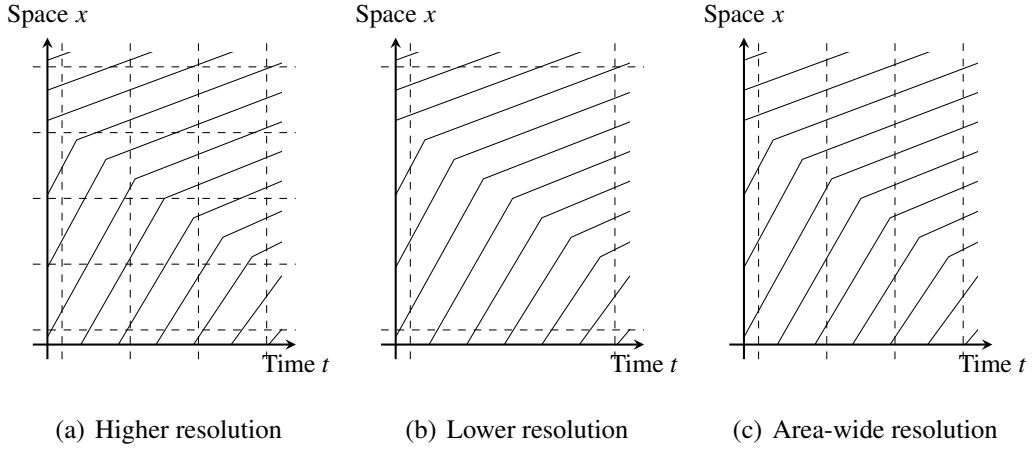 Space x
Space x
Space x
Time t
Time t
Time t
(a) Higher resolution
(b) Lower resolution
(c) Area-wide resolution